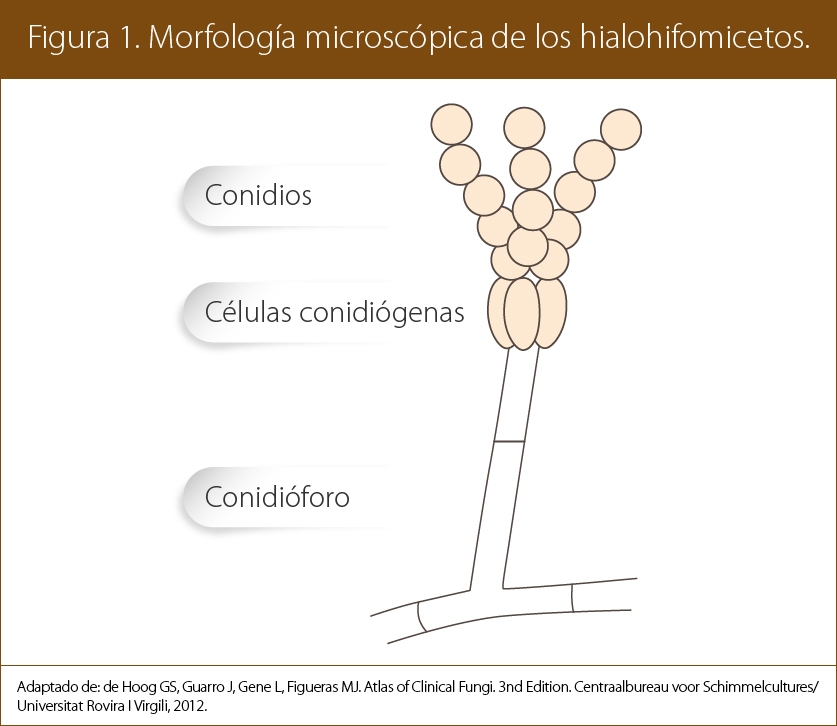 Figura 1. Morfología microscópica de los hialohifomicetos.
Conidios
Células conidiógenas
Conidióforo
Adaptado de: de Hoog GS, Guarro J, Gene L, Figueras MJ. Atlas of Clinical Fungi. 3nd Edition. Centraalbureau voor Schimmelcultures/
Universitat Rovira I Virgili, 2012.